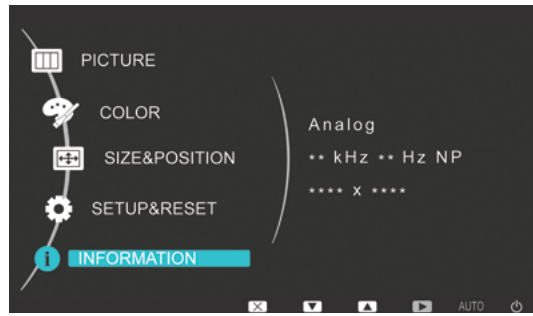 PICTURE
COLOR
SIZE&POSITION
SETUP&RESET
INFORMATION
Analog
** kHz ** Hz NP
**** x ****
AUTO